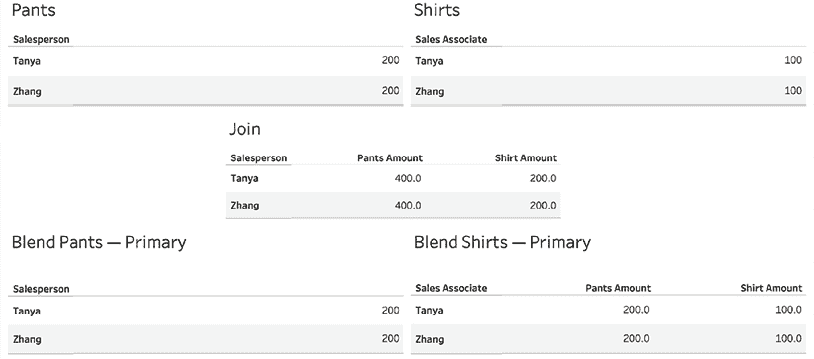 Pants
Salesperson
Tanya 200
Zhang 200
Shirts
Sales Associate
Tanya 100
Zhang 100
Join
Salesperson Pants Amount Shirt Amount
Tanya 400.0 200.0
Zhang 400.0 200.0
Blend Pants — Primary
Salesperson
Tanya 200
Zhang 200
Blend Shirts — Primary
Sales Associate Pants Amount Shirt Amount
Tanya 200.0 100.0
Zhang 200.0 100.0